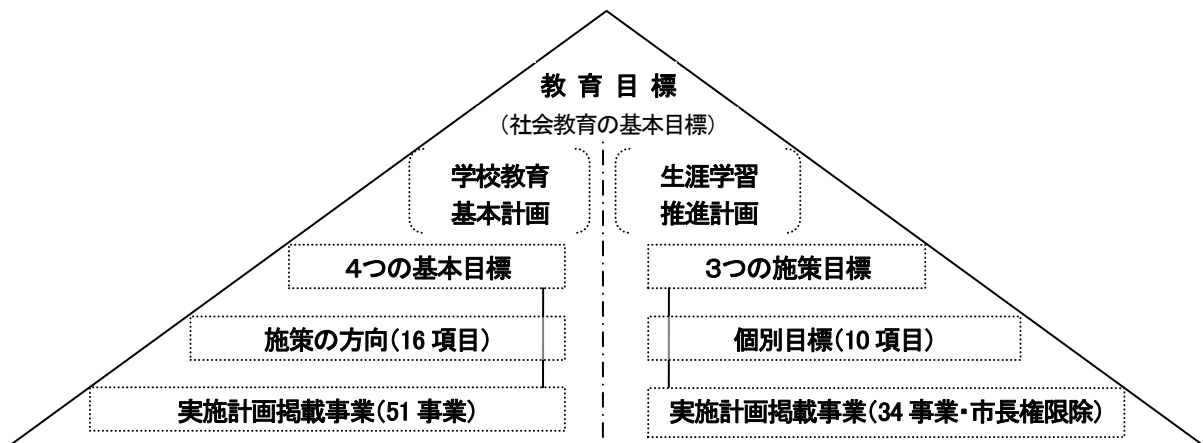 教 育 目 標
（社会教育の基本目標）
学校教育
基本計画
生涯学習
推進計画
４つの基本目標
３つの施策目標
施策の方向（16 項目）
個別目標（10 項目）
実施計画掲載事業（51 事業）
実施計画掲載事業（34 事業・市長権限除）